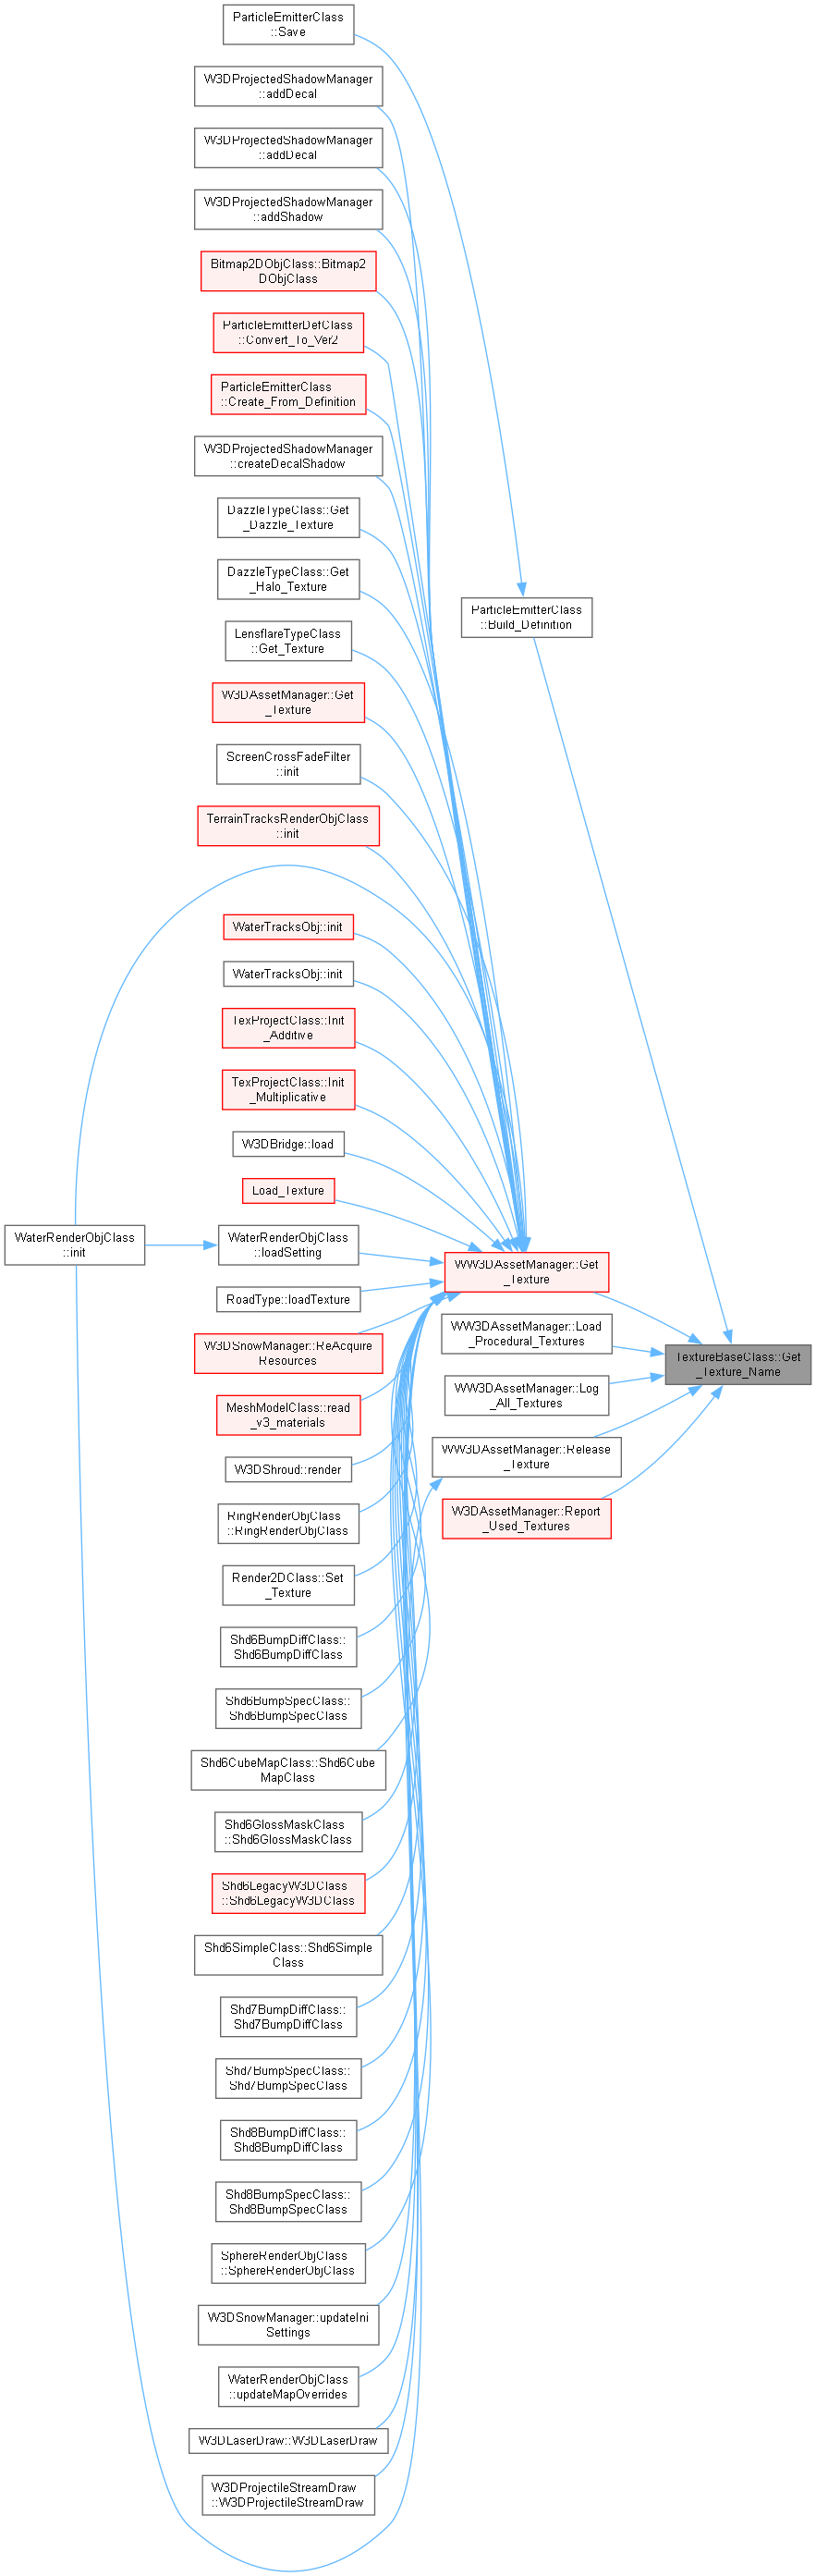 ParticleEmitterClass
::Save
W3DProjectedShadowManager
::addDecal
W3DProjectedShadowManager
::addDecal
W3DProjectedShadowManager
::addShadow
Bitmap2DObjClass::Bitmap2
DObjClass
ParticleEmitterDefClass
::Convert_To_Ver2
ParticleEmitterClass
::Create_From_Definition
W3DProjectedShadowManager
::createDecalShadow
DazzleTypeClass::Get
_Dazzle_Texture
DazzleTypeClass::Get
_Halo_Texture
ParticleEmitterClass
::Build_Definition
LensflareTypeClass
::Get_Texture
W3DAssetManager::Get
_Texture
ScreenCrossFadeFilter
::init
TerrainTracksRenderObjClass
::init
WaterTracksObj::init
WaterTracksObj::init
TexProjectClass::Init
_Additive
TexProjectClass::Init
_Multiplicative
W3DBridge::load
Load_Texture
WaterRenderObjClass
::init
WaterRenderObjClass
::loadSetting
WW3DAssetManager::Get
_Texture
RoadType::loadTexture
WW3DAssetManager::Load
_Procedural_Textures
W3DSnowManager::ReAcquire
Resources
TextureBaseClass::Get
_Texture_Name
WW3DAssetManager::Log
_All_Textures
MeshModelClass::read
_v3_materials
WW3DAssetManager::Release
_Texture
W3DShroud::render
W3DAssetManager::Report
_Used_Textures
RingRenderObjClass
::RingRenderObjClass
Render2DClass::Set
_Texture
Shd6BumpDiffClass::
Shd6BumpDiffClass
Shd6BumpSpecClass::
Shd6BumpSpecClass
Shd6CubeMapClass::Shd6Cube
MapClass
Shd6GlossMaskClass
::Shd6GlossMaskClass
Shd6LegacyW3DClass
::Shd6LegacyW3DClass
Shd6SimpleClass::Shd6Simple
Class
Shd7BumpDiffClass::
Shd7BumpDiffClass
Shd7BumpSpecClass::
Shd7BumpSpecClass
Shd8BumpDiffClass::
Shd8BumpDiffClass
Shd8BumpSpecClass::
Shd8BumpSpecClass
SphereRenderObjClass
::SphereRenderObjClass
W3DSnowManager::updateIni
Settings
WaterRenderObjClass
::updateMapOverrides
W3DLaserDraw::W3DLaserDraw
W3DProjectileStreamDraw
::W3DProjectileStreamDraw